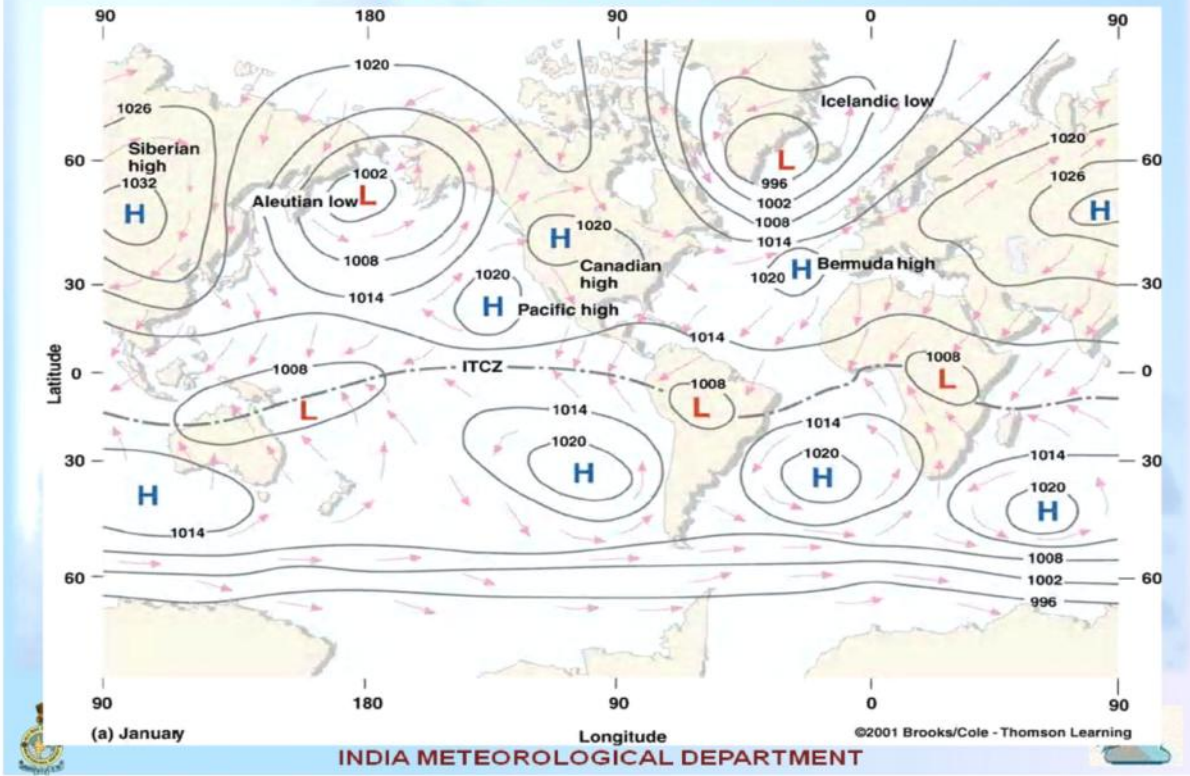 90 180 90 0 90
1020
1026
Icelandic low
Siberian
high
1020
60
60
1032
1002
L
L
1026
H
Aleutian low
996
1002
H
1008
H
1020
1014
1008
Canadian
high
H
Bermuda high
1020
1020
30
30
1014
H
Pacific high
1014
Latitude
0
1008
ITCZ
1008
0
L
1008
L
L
1014
1014
30
1020
1020
1014
30
H
H
H
1020
H
1014
1008
60
1002
60
996
90 180 90 0 90
(a) January
Longitude
©2001 Brooks/Cole - Thomson Learning
INDIA METEOROLOGICAL DEPARTMENT